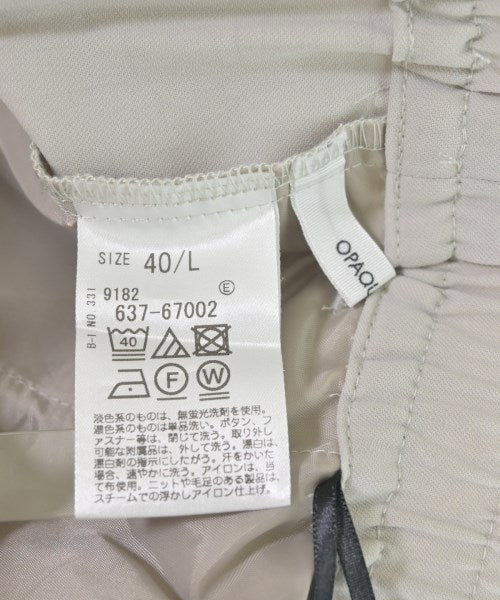 SIZE 40/L
B-I NO 331
9182
Ⓔ
637-67002
40
F W
淡色系のものは、無蛍光洗剤を使用。
濃色系のものは単品洗い。ボタン、フ
ァスナー等は、閉じて洗う。取り外し
可能な付属品は、外して洗う。漂白は、
漂白剤の指示にしたがう。汗をかいた
場合、速やかに洗う。アイロンは、当
て布使用。ニットや毛足のある製品は、
スチームでの浮かしアイロン仕上げ。
OPAQU